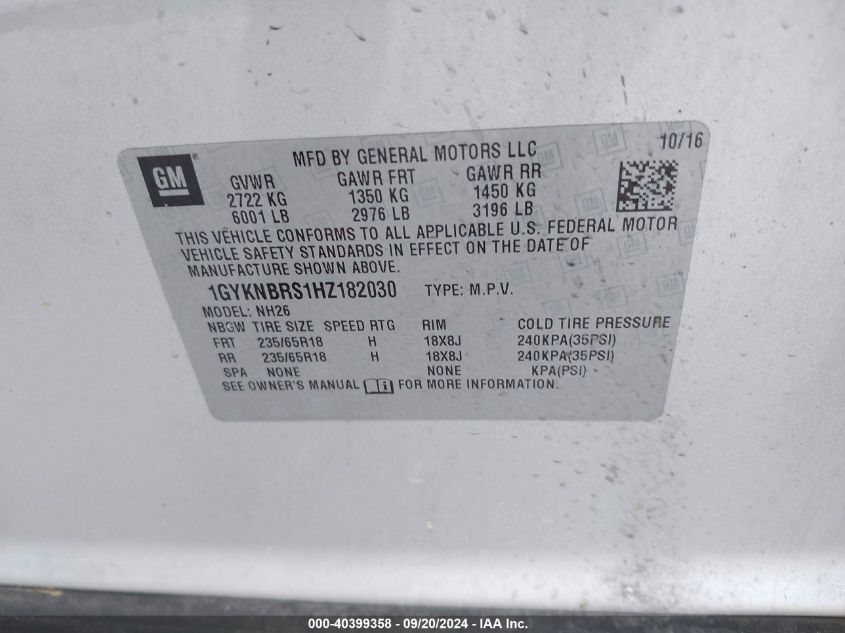 GM
MFD BY GENERAL MOTORS LLC
10/16
GVWR GAWR FRT GAWR RR
2722 KG 1350 KG 1450 KG
6001 LB 2976 LB 3196 LB
THIS VEHICLE CONFORMS TO ALL APPLICABLE U.S. FEDERAL MOTOR
VEHICLE SAFETY STANDARDS IN EFFECT ON THE DATE OF
MANUFACTURE SHOWN ABOVE.
1GYKNBRS1HZ182030 TYPE: M.P.V.
MODEL: NH26
NBGW TIRE SIZE SPEED RTG RIM COLD TIRE PRESSURE
FRT 235/65R18 H 18X8J 240KPA(35PSI)
RR 235/65R18 H 18X8J 240KPA(35PSI)
SPA NONE NONE KPA(PSI)
SEE OWNER'S MANUAL i FOR MORE INFORMATION.
000-40399358 - 09/20/2024 - IAA Inc.